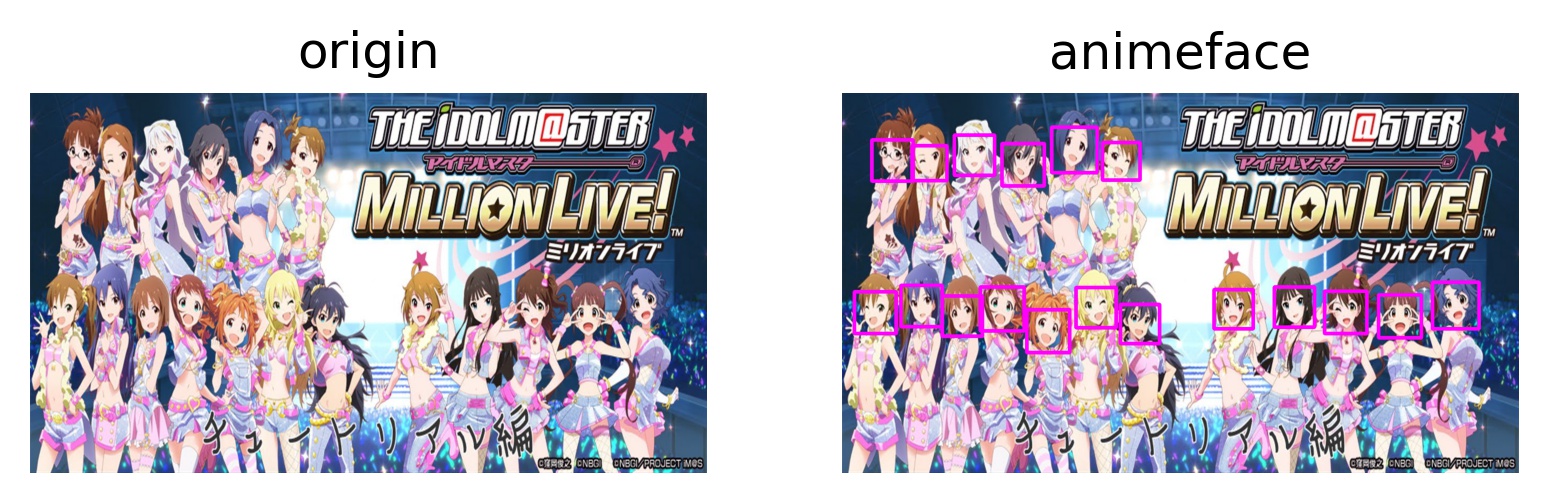 origin
THE iDOLM@STER
アイドルマスター
MILLION LIVE!™
ミリオンライブ
チュートリアル編
©窪岡俊之 ©NBGI ©NBGI/PROJECT iM@S
animeface
THE iDOLM@STER
アイドルマスター
MILLION LIVE!™
ミリオンライブ
チュートリアル編
©窪岡俊之 ©NBGI ©NBGI/PROJECT iM@S